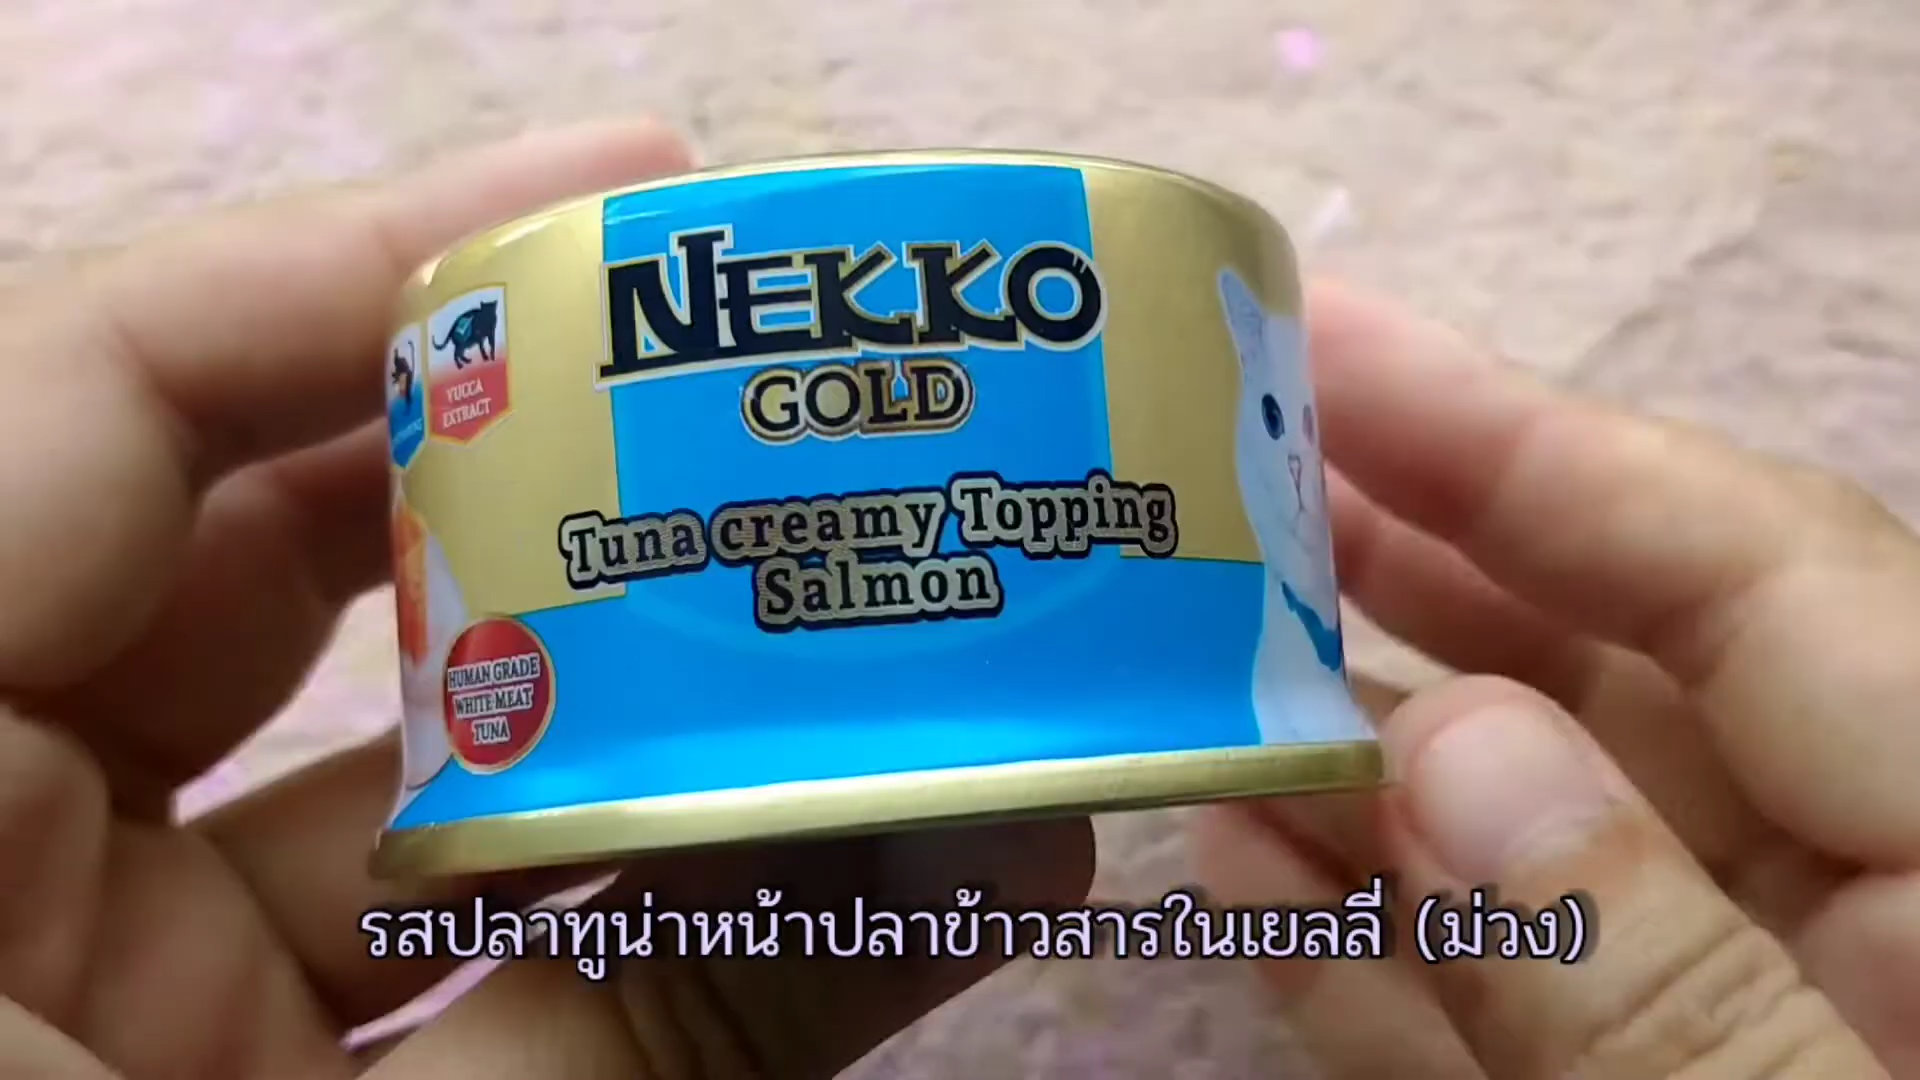 NEKKO
GOLD
Tuna creamy Topping
Salmon
YUCCA
EXTRACT
HUMAN GRADE
WHITE MEAT
TUNA
รสปลาทูน่าหน้าปลาข้าวสารในเยลลี่ (ม่วง)